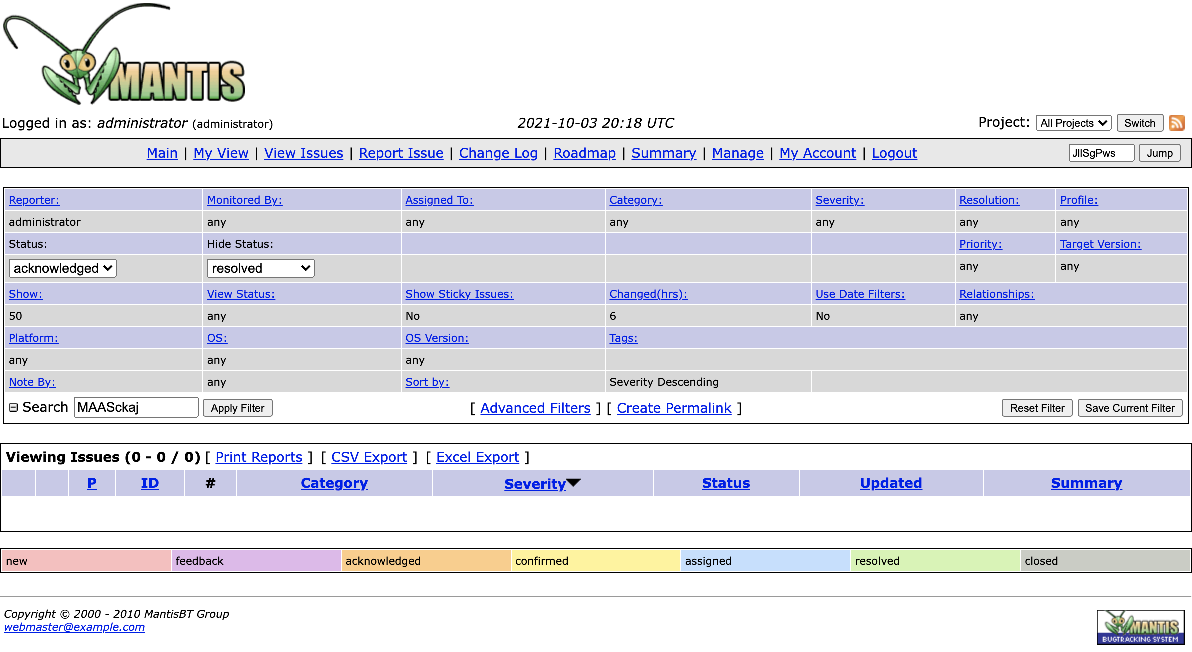 MANTIS
Logged in as: administrator (administrator) 2021-10-03 20:18 UTC Project: All Projects Switch
Main | My View | View Issues | Report Issue | Change Log | Roadmap | Summary | Manage | My Account | Logout JIlSgPws Jump
Reporter: Monitored By: Assigned To: Category: Severity: Resolution: Profile:
administrator any any any any any any
Status: Hide Status: Priority: Target Version:
acknowledged resolved any any
Show: View Status: Show Sticky Issues: Changed(hrs): Use Date Filters: Relationships:
50 any No 6 No any
Platform: OS: OS Version: Tags:
any any any
Note By: any Sort by: Severity Descending
Search MAASckaj Apply Filter [ Advanced Filters ] [ Create Permalink ] Reset Filter Save Current Filter
Viewing Issues (0 - 0 / 0) [ Print Reports ] [ CSV Export ] [ Excel Export ]
P ID # Category Severity Status Updated Summary
new feedback acknowledged confirmed assigned resolved closed
Copyright © 2000 - 2010 MantisBT Group
webmaster@example.com
MANTIS
BUGTRACKING SYSTEM